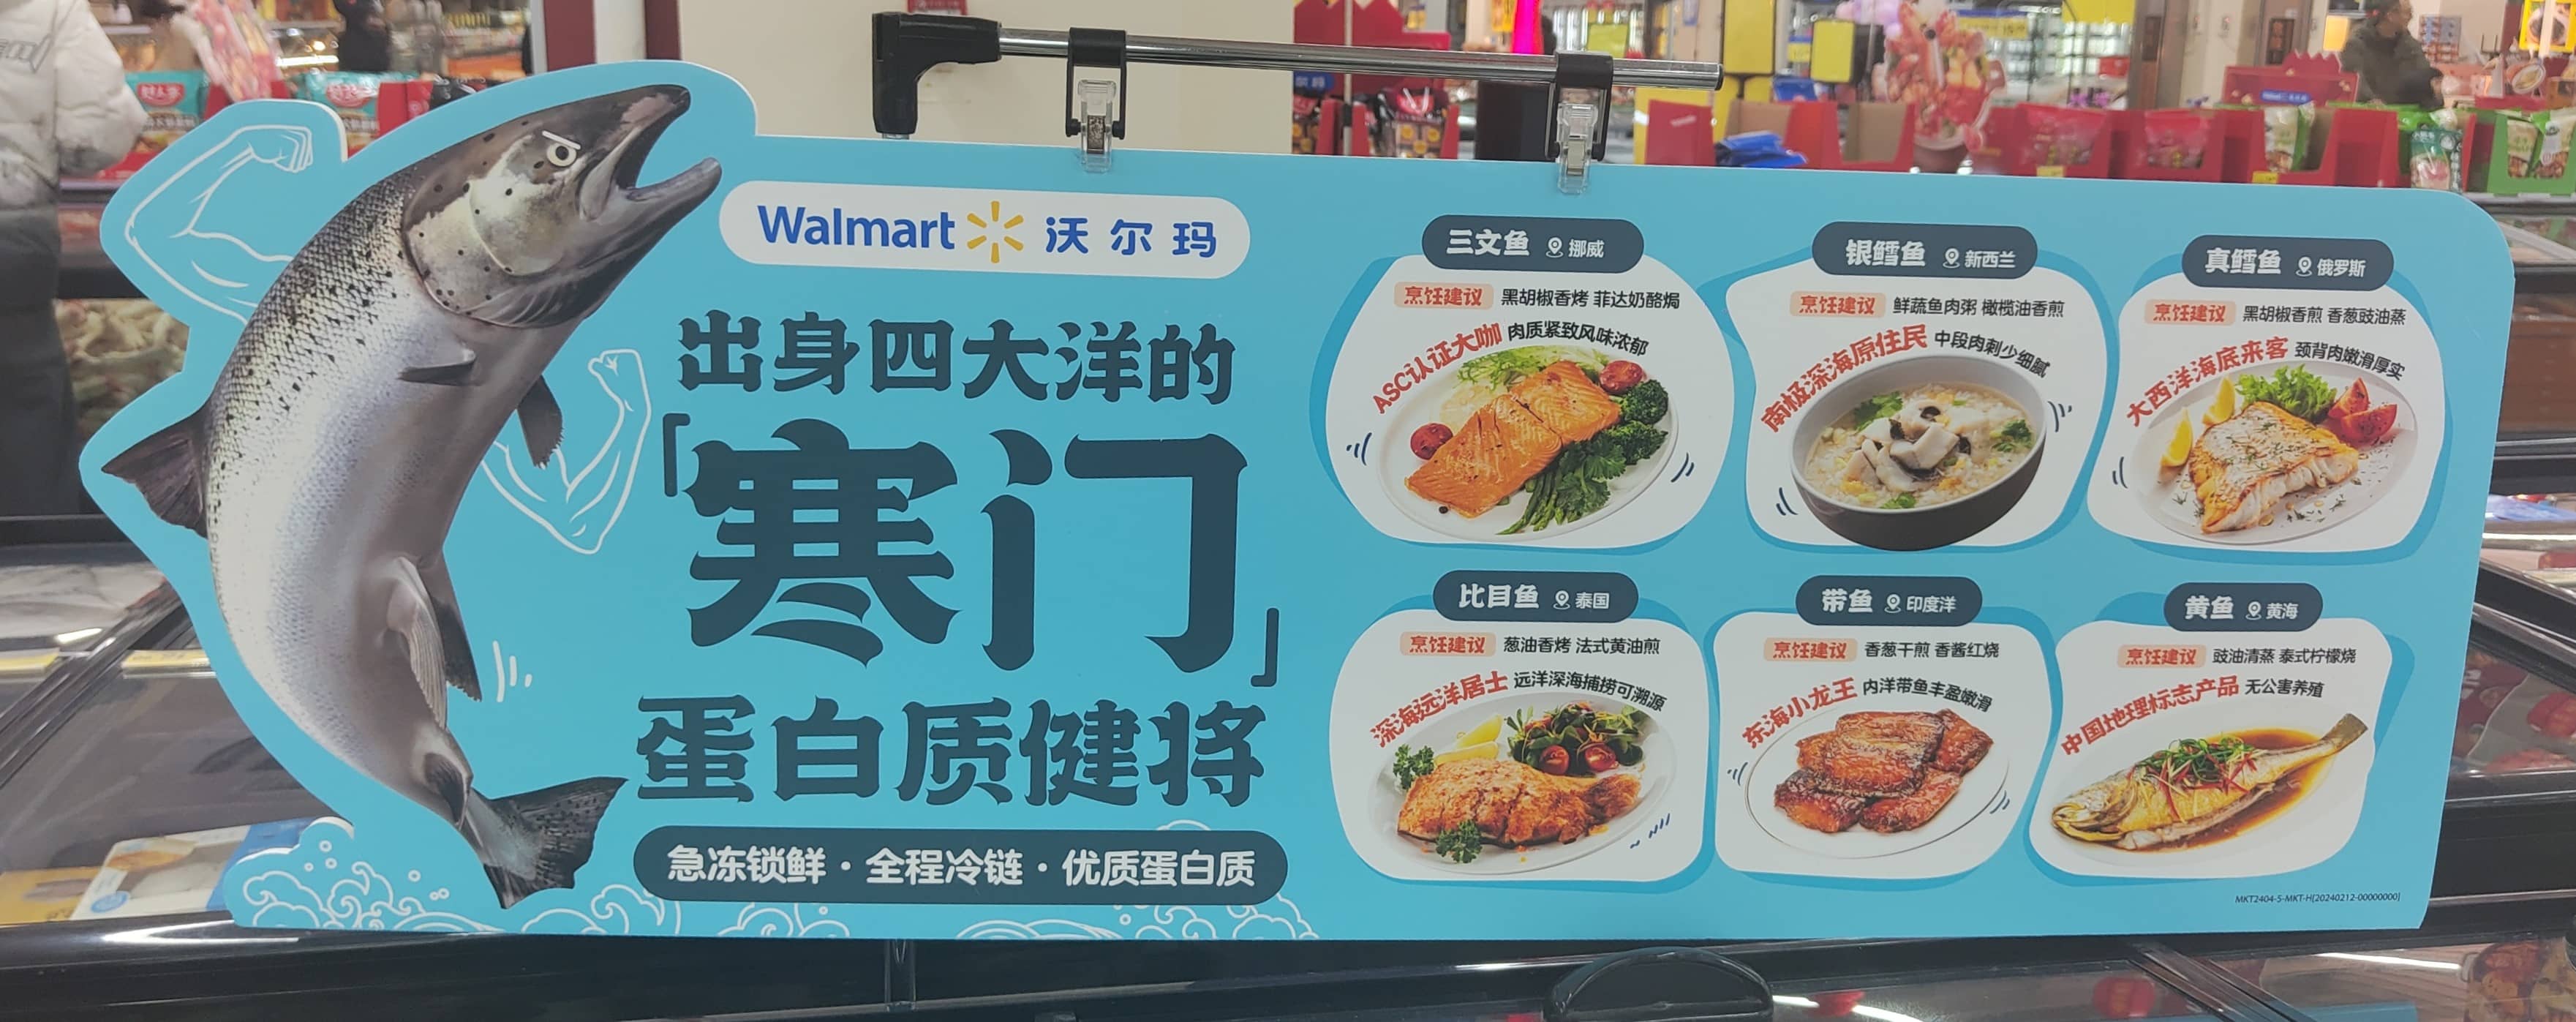 Walmart 沃尔玛
出身四大洋的
「寒门」
蛋白质健将
急冻锁鲜·全程冷链·优质蛋白质
三文鱼 挪威
烹饪建议 黑胡椒香烤 菲达奶酪焗
ASC认证大咖 肉质紧致风味浓郁
银鳕鱼 新西兰
烹饪建议 鲜蔬鱼肉粥 橄榄油香煎
南极深海原住民 中段肉刺少细腻
真鳕鱼 俄罗斯
烹饪建议 黑胡椒香煎 香葱豉油蒸
大西洋海底来客 颈背肉嫩滑厚实
比目鱼 泰国
烹饪建议 葱油香烤 法式黄油煎
深海远洋居士 远洋深海捕捞可溯源
带鱼 印度洋
烹饪建议 香葱干煎 香酱红烧
东海小龙王 内洋带鱼丰盈嫩滑
黄鱼 黄海
烹饪建议 豉油清蒸 泰式柠檬烧
中国地理标志产品 无公害养殖
MKT2404-5-MKT-H(20240212-00000000)